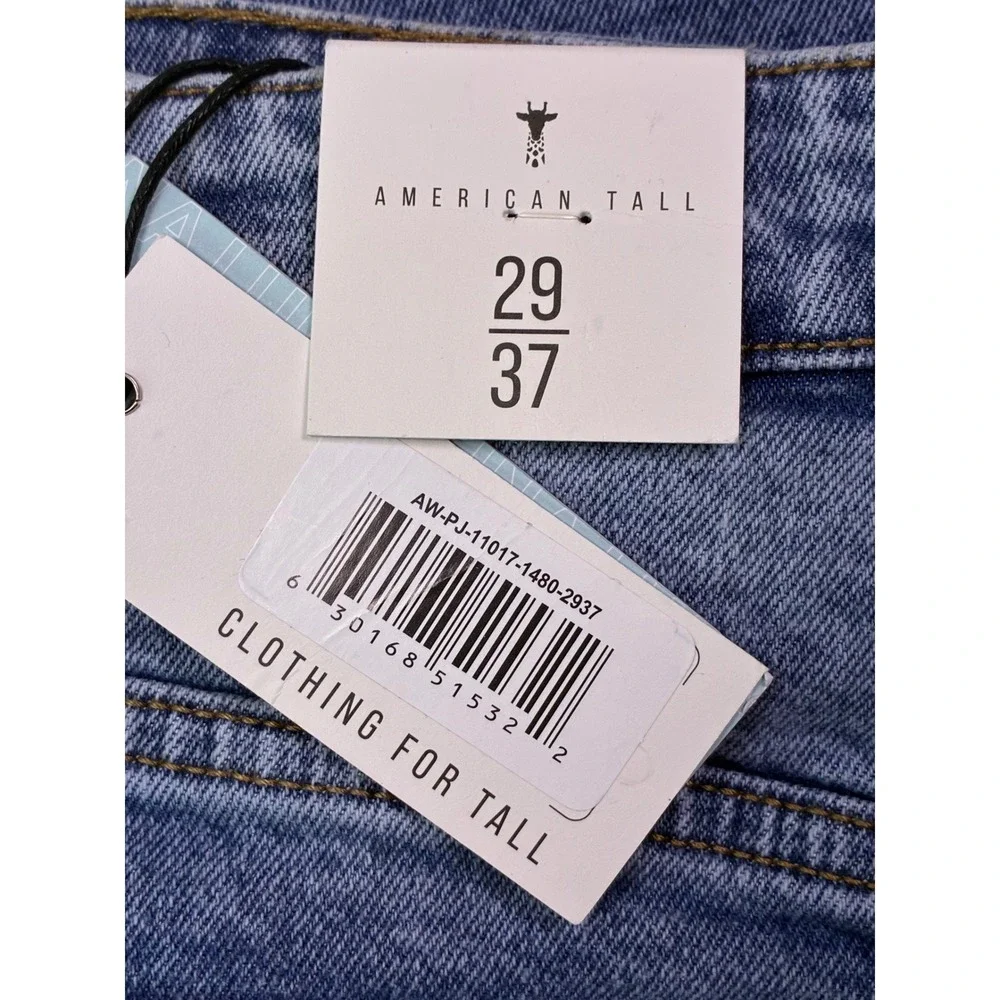 AMERICAN TALL
29
37
AW-PJ-11017-1480-2937
6 30168 51532 2
CLOTHING FOR TALL